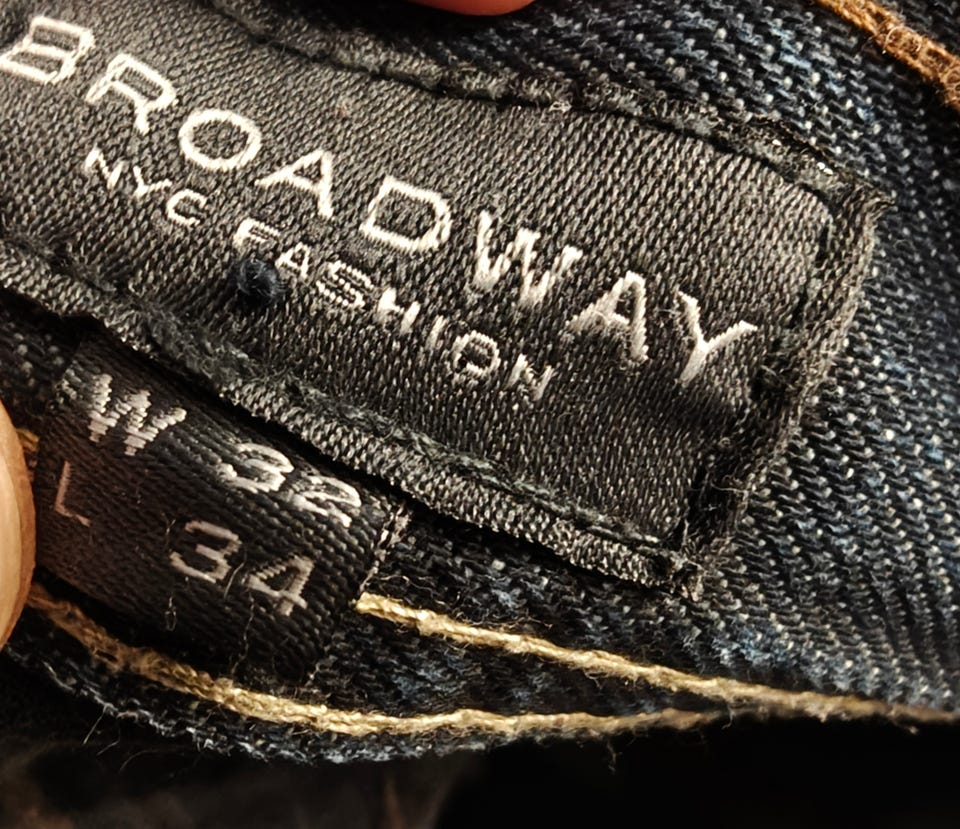 BROADWAY
NYC FASHION
W 32
L 34